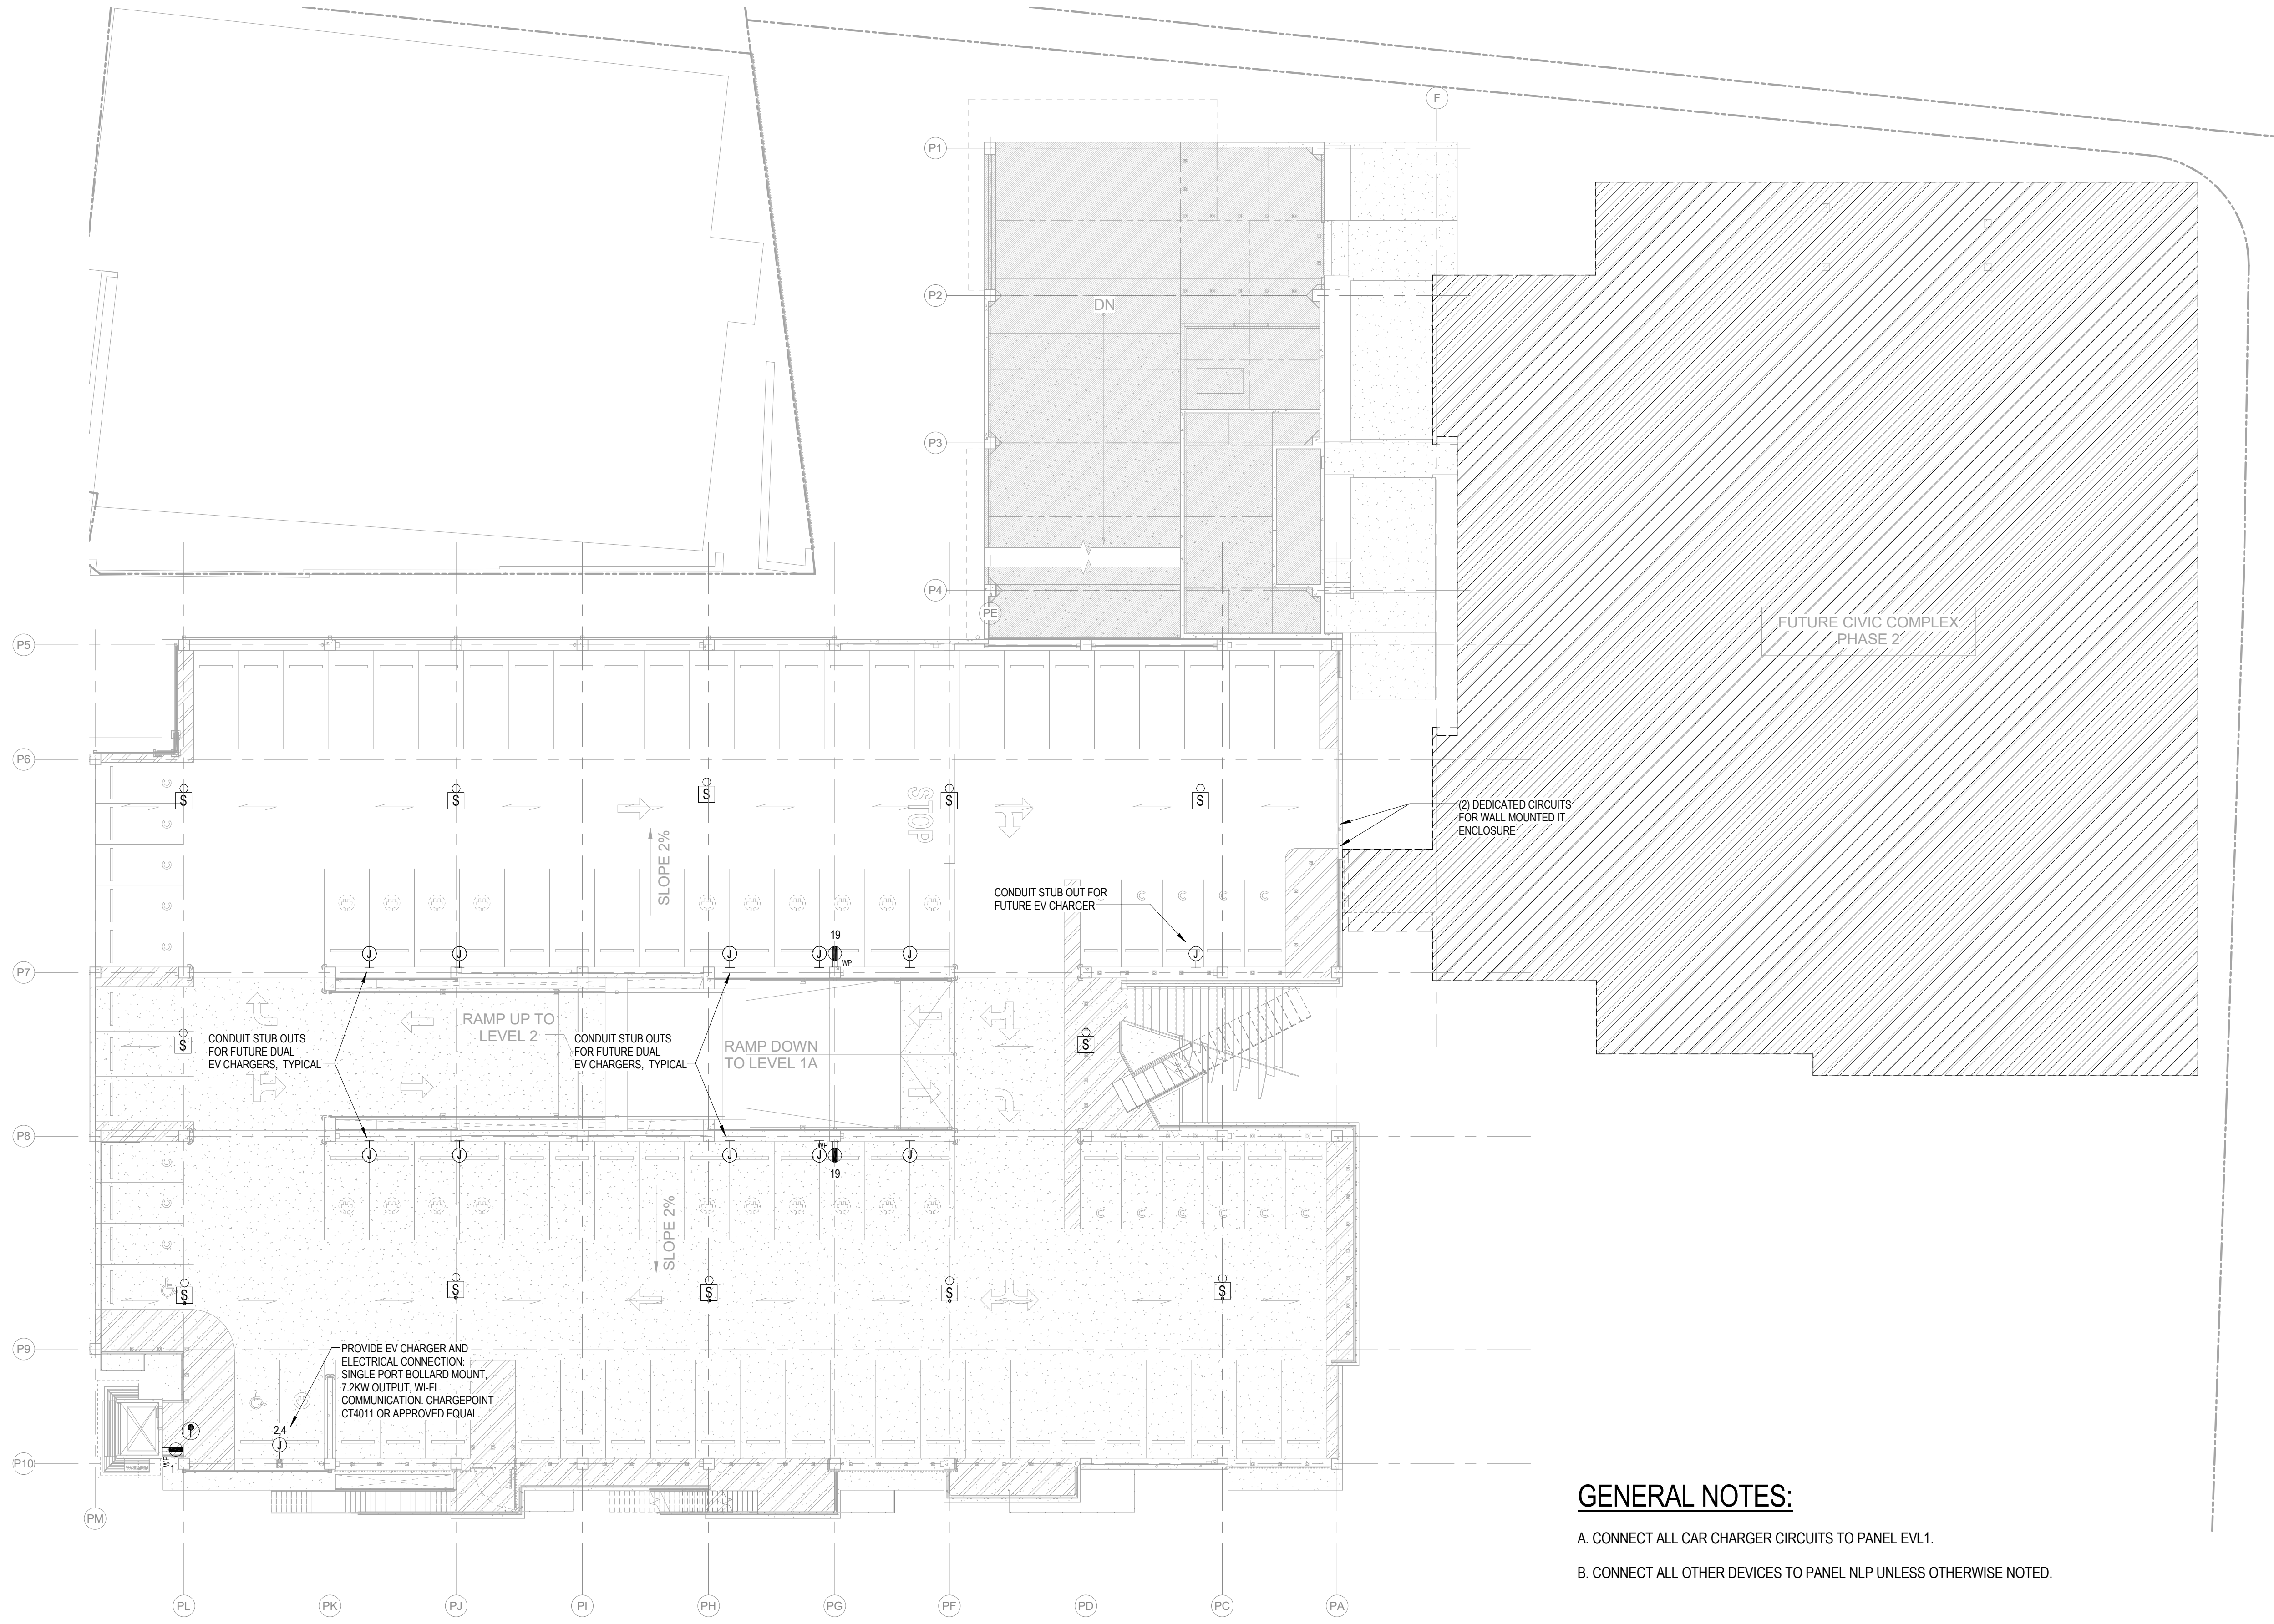 F
P1
P2
DN
P3
P4
PE
P5
FUTURE CIVIC COMPLEX
PHASE 2
P6
S
S
S
S
S
STOP
SLOPE 2%
(2) DEDICATED CIRCUITS
FOR WALL MOUNTED IT
ENCLOSURE
CONDUIT STUB OUT FOR
FUTURE EV CHARGER
C
C
C
C
C
C
C
C
C
C
19
J
J
J
J
J
J
WP
P7
RAMP UP TO
LEVEL 2
RAMP DOWN
TO LEVEL 1A
CONDUIT STUB OUTS
FOR FUTURE DUAL
EV CHARGERS, TYPICAL
CONDUIT STUB OUTS
FOR FUTURE DUAL
EV CHARGERS, TYPICAL
S
S
P8
J
J
J
J
J
WP
19
C
C
C
C
C
C
C
C
C
SLOPE 2%
S
S
S
S
S
P9
PROVIDE EV CHARGER AND
ELECTRICAL CONNECTION:
SINGLE PORT BOLLARD MOUNT,
7.2KW OUTPUT, WI-FI
COMMUNICATION. CHARGEPOINT
CT4011 OR APPROVED EQUAL.
2,4
J
WP
1
P10
PM
PL
PK
PJ
PI
PH
PG
PF
PD
PC
PA
GENERAL NOTES:
A. CONNECT ALL CAR CHARGER CIRCUITS TO PANEL EVL1.
B. CONNECT ALL OTHER DEVICES TO PANEL NLP UNLESS OTHERWISE NOTED.